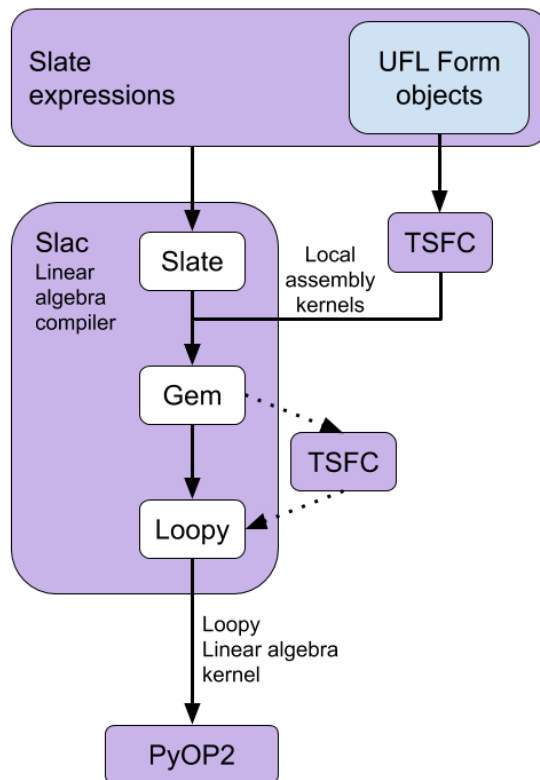 Slate
expressions
UFL Form
objects
Slac
Linear
algebra
compiler
Slate
Local
assembly
kernels
TSFC
Gem
TSFC
Loopy
Loopy
Linear algebra
kernel
PyOP2